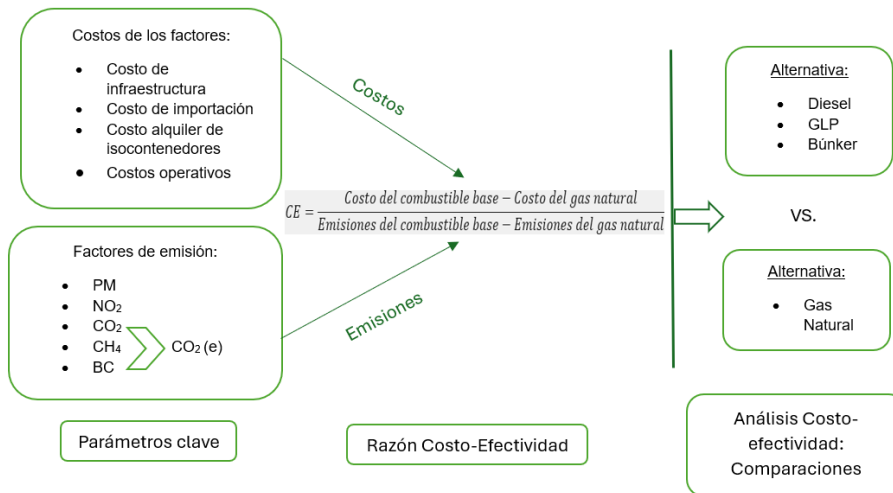 Costos de los factores:
● Costo de
infraestructura
● Costo de importación
● Costo alquiler de
isocontenedores
● Costos operativos
Factores de emisión:
● PM
● NO₂
● CO₂
● CH₄
● BC
CO₂ (e)
Parámetros clave
Costos
CE = (Costo del combustible base − Costo del gas natural) / (Emisiones del combustible base − Emisiones del gas natural)
Emisiones
Razón Costo-Efectividad
Alternativa:
● Diesel
● GLP
● Búnker
VS.
Alternativa:
● Gas
Natural
Análisis Costo-
efectividad:
Comparaciones